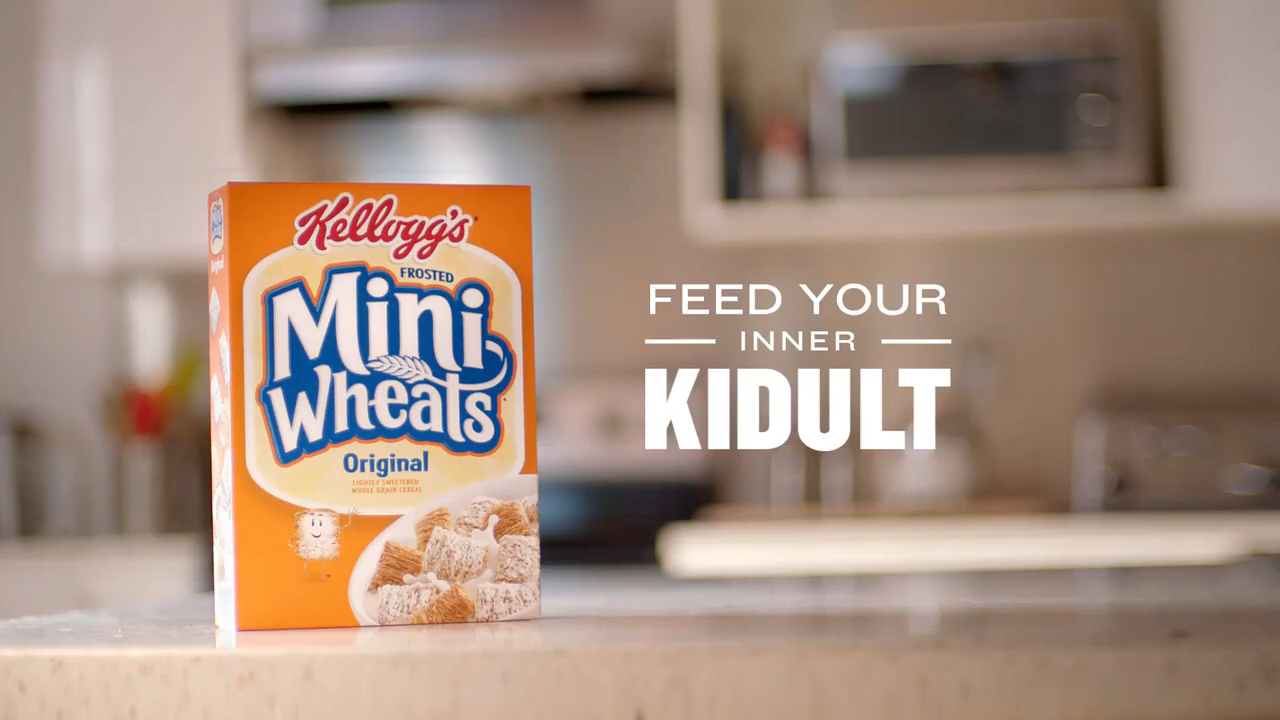 Kellogg's
FROSTED
Mini
Wheats
Original
LIGHTLY SWEETENED
WHOLE GRAIN CEREAL
FEED YOUR
INNER
KIDULT